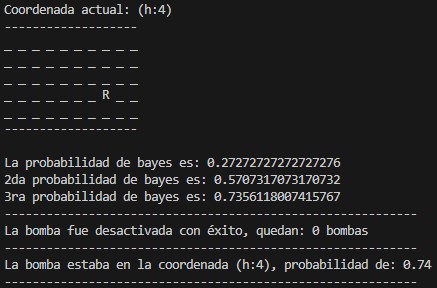 Coordenada actual: (h:4)
------------------
_ _ _ _ _ _ _ _ _ _
_ _ _ _ _ _ _ _ _ _
_ _ _ _ _ _ _ _ _ _
_ _ _ _ _ _ _ R _ _
_ _ _ _ _ _ _ _ _ _
------------------
La probabilidad de bayes es: 0.27272727272727276
2da probabilidad de bayes es: 0.5707317073170732
3ra probabilidad de bayes es: 0.7356118007415767
-------------------------------------------------------
La bomba fue desactivada con éxito, quedan: 0 bombas
-------------------------------------------------------
La bomba estaba en la coordenada (h:4), probabilidad de: 0.74
-------------------------------------------------------